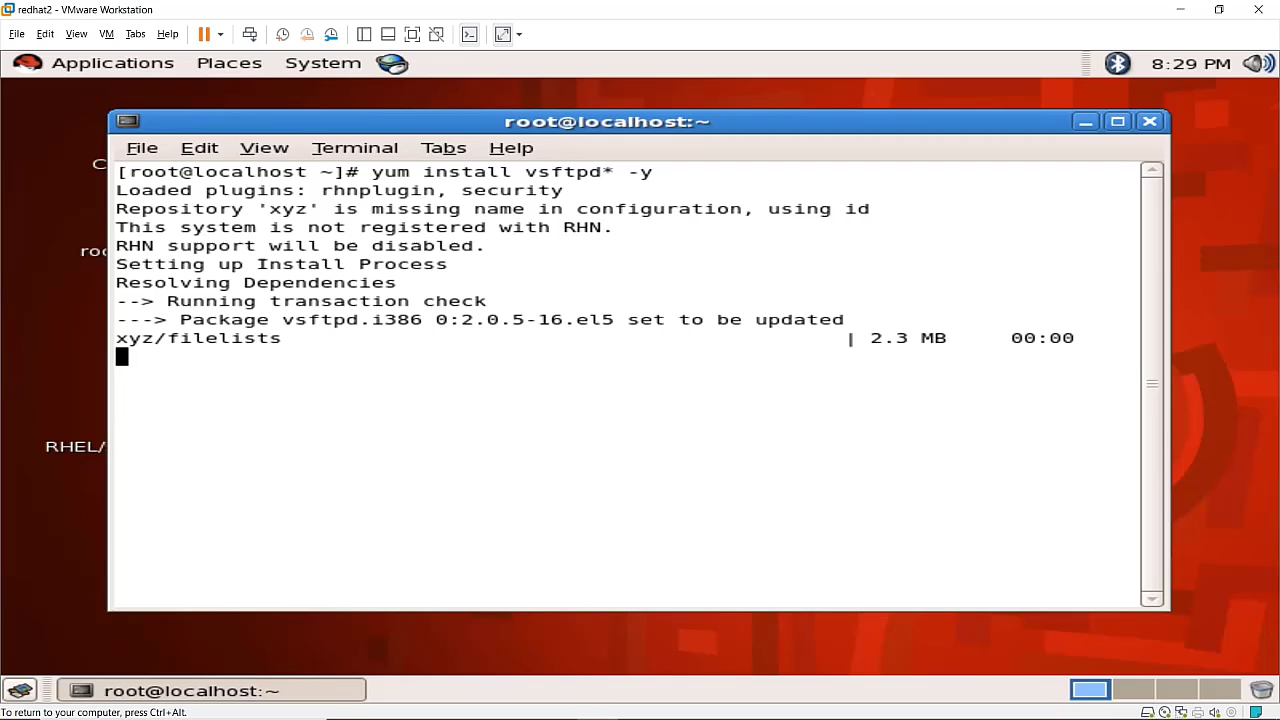 redhat2 - VMware Workstation
File Edit View VM Tabs Help
Applications Places System 8:29 PM
root@localhost:~
File Edit View Terminal Tabs Help
[root@localhost ~]# yum install vsftpd* -y
Loaded plugins: rhnplugin, security
Repository 'xyz' is missing name in configuration, using id
This system is not registered with RHN.
RHN support will be disabled.
Setting up Install Process
Resolving Dependencies
--> Running transaction check
---> Package vsftpd.i386 0:2.0.5-16.el5 set to be updated
xyz/filelists | 2.3 MB 00:00
C
roo
RHEL/
root@localhost:~
To return to your computer, press Ctrl+Alt.